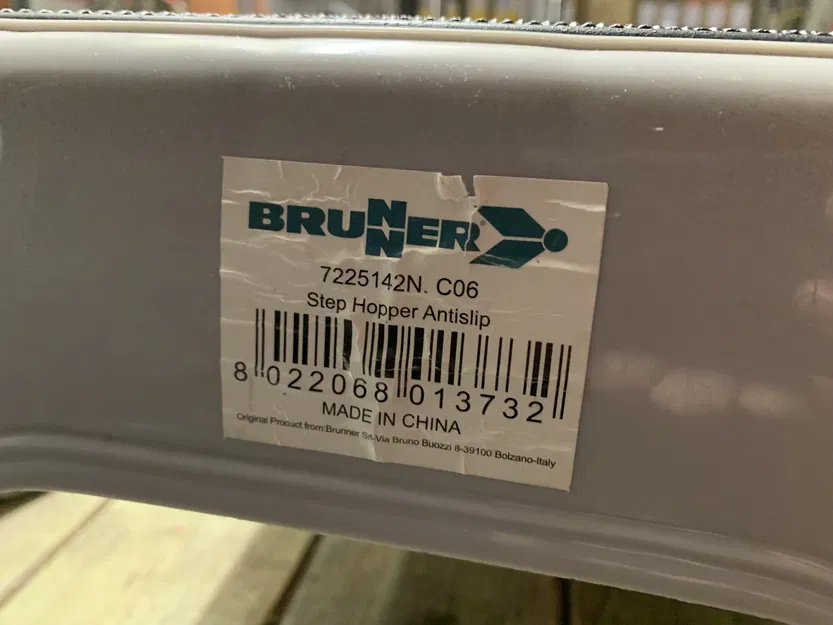 BRUNNER®
7225142N. C06
Step Hopper Antislip
8 022068 013732
MADE IN CHINA
Original Product from:Brunner Srl-Via Bruno Buozzi 8-39100 Bolzano-Italy